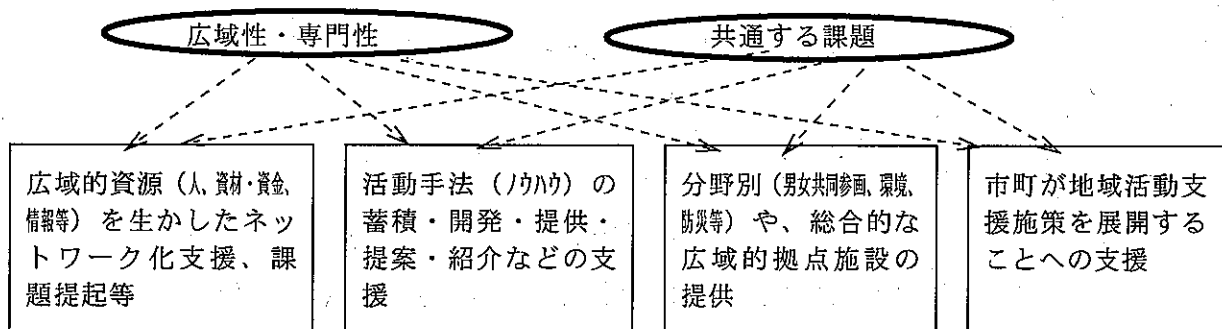 広域性・専門性
共通する課題
広域的資源（人、資材・資金、
情報等）を生かしたネッ
トワーク化支援、課
題提起等
活動手法（ノウハウ）の
蓄積・開発・提供・
提案・紹介などの支
援
分野別（男女共同参画、環境、
防災等）や、総合的な
広域的拠点施設の
提供
市町が地域活動支
援施策を展開する
ことへの支援